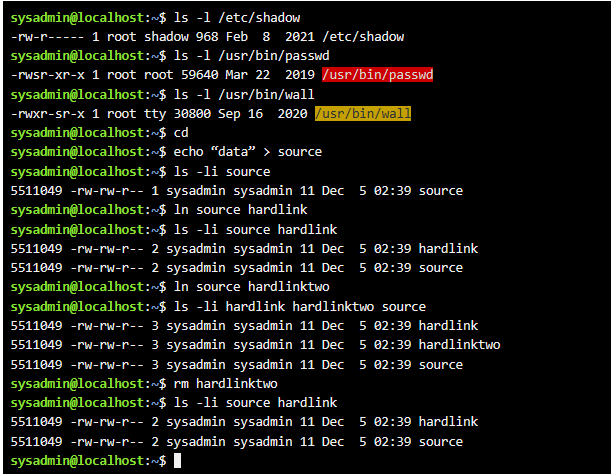 sysadmin@localhost:~$ ls -l /etc/shadow
-rw-r----- 1 root shadow 968 Feb  8  2021 /etc/shadow
sysadmin@localhost:~$ ls -l /usr/bin/passwd
-rwsr-xr-x 1 root root 59640 Mar 22  2019 /usr/bin/passwd
sysadmin@localhost:~$ ls -l /usr/bin/wall
-rwxr-sr-x 1 root tty 30800 Sep 16  2020 /usr/bin/wall
sysadmin@localhost:~$ cd
sysadmin@localhost:~$ echo “data” > source
sysadmin@localhost:~$ ls -li source
5511049 -rw-rw-r-- 1 sysadmin sysadmin 11 Dec  5 02:39 source
sysadmin@localhost:~$ ln source hardlink
sysadmin@localhost:~$ ls -li source hardlink
5511049 -rw-rw-r-- 2 sysadmin sysadmin 11 Dec  5 02:39 hardlink
5511049 -rw-rw-r-- 2 sysadmin sysadmin 11 Dec  5 02:39 source
sysadmin@localhost:~$ ln source hardlinktwo
sysadmin@localhost:~$ ls -li hardlink hardlinktwo source
5511049 -rw-rw-r-- 3 sysadmin sysadmin 11 Dec  5 02:39 hardlink
5511049 -rw-rw-r-- 3 sysadmin sysadmin 11 Dec  5 02:39 hardlinktwo
5511049 -rw-rw-r-- 3 sysadmin sysadmin 11 Dec  5 02:39 source
sysadmin@localhost:~$ rm hardlinktwo
sysadmin@localhost:~$ ls -li source hardlink
5511049 -rw-rw-r-- 2 sysadmin sysadmin 11 Dec  5 02:39 hardlink
5511049 -rw-rw-r-- 2 sysadmin sysadmin 11 Dec  5 02:39 source
sysadmin@localhost:~$